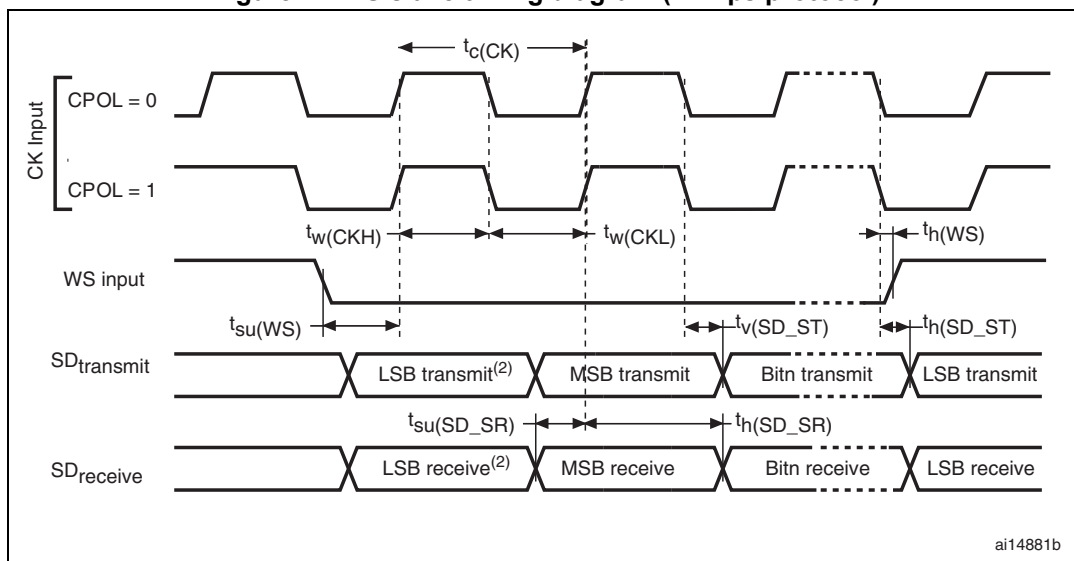 tc(CK)
CK Input
CPOL = 0
CPOL = 1
tw(CKH)
tw(CKL)
th(WS)
WS input
tsu(WS)
tv(SD_ST)
th(SD_ST)
SDtransmit
LSB transmit(2)
MSB transmit
Bitn transmit
LSB transmit
tsu(SD_SR)
th(SD_SR)
SDreceive
LSB receive(2)
MSB receive
Bitn receive
LSB receive
ai14881b